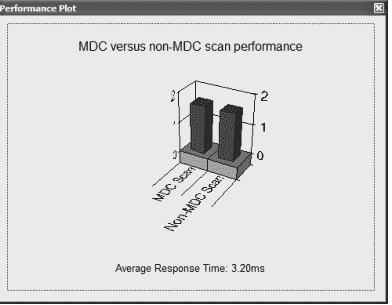 Performance Plot
MDC versus non-MDC scan performance
2
2
1
0
MDC Scan
Non-MDC Scan
Average Response Time: 3.20ms